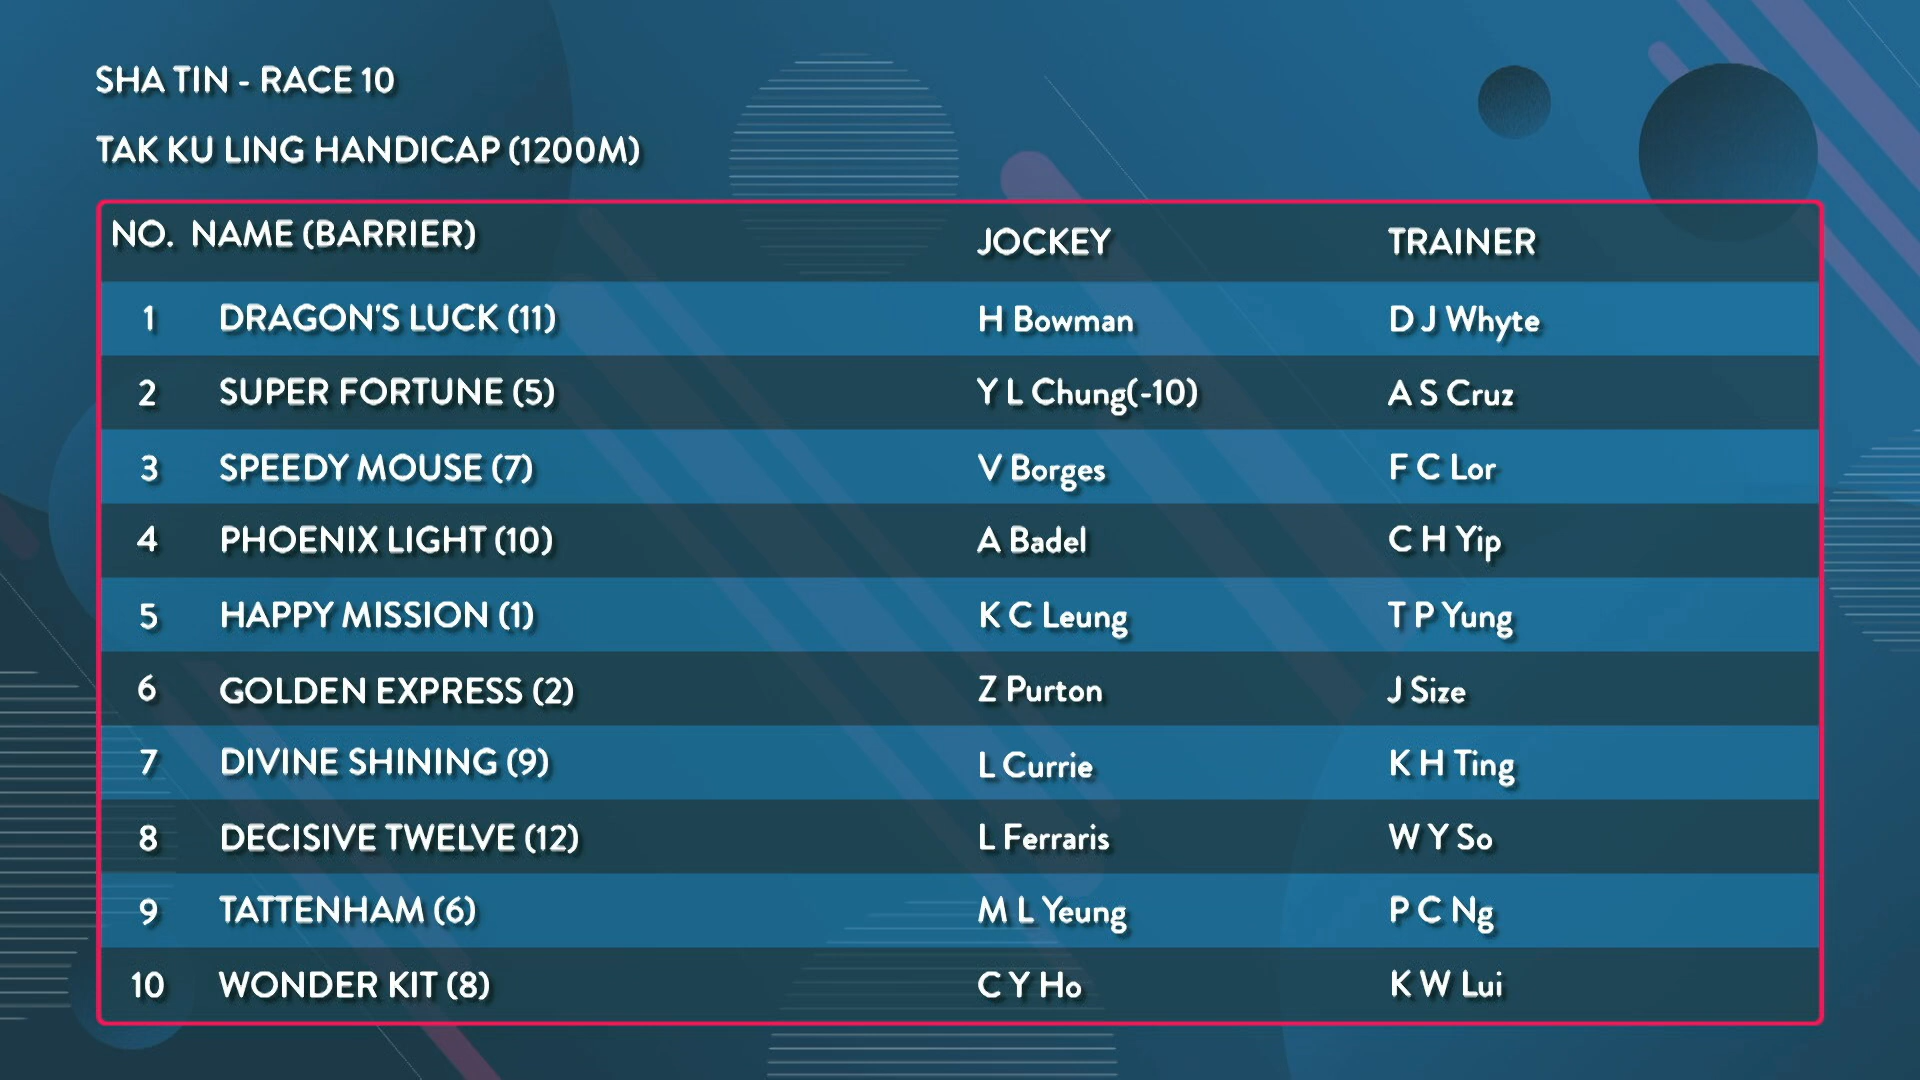 SHA TIN - RACE 10
TAK KU LING HANDICAP (1200M)
NO. NAME (BARRIER) JOCKEY TRAINER
1 DRAGON'S LUCK (11) H Bowman D J Whyte
2 SUPER FORTUNE (5) Y L Chung(-10) A S Cruz
3 SPEEDY MOUSE (7) V Borges F C Lor
4 PHOENIX LIGHT (10) A Badel C H Yip
5 HAPPY MISSION (1) K C Leung T P Yung
6 GOLDEN EXPRESS (2) Z Purton J Size
7 DIVINE SHINING (9) L Currie K H Ting
8 DECISIVE TWELVE (12) L Ferraris W Y So
9 TATTENHAM (6) M L Yeung P C Ng
10 WONDER KIT (8) C Y Ho K W Lui